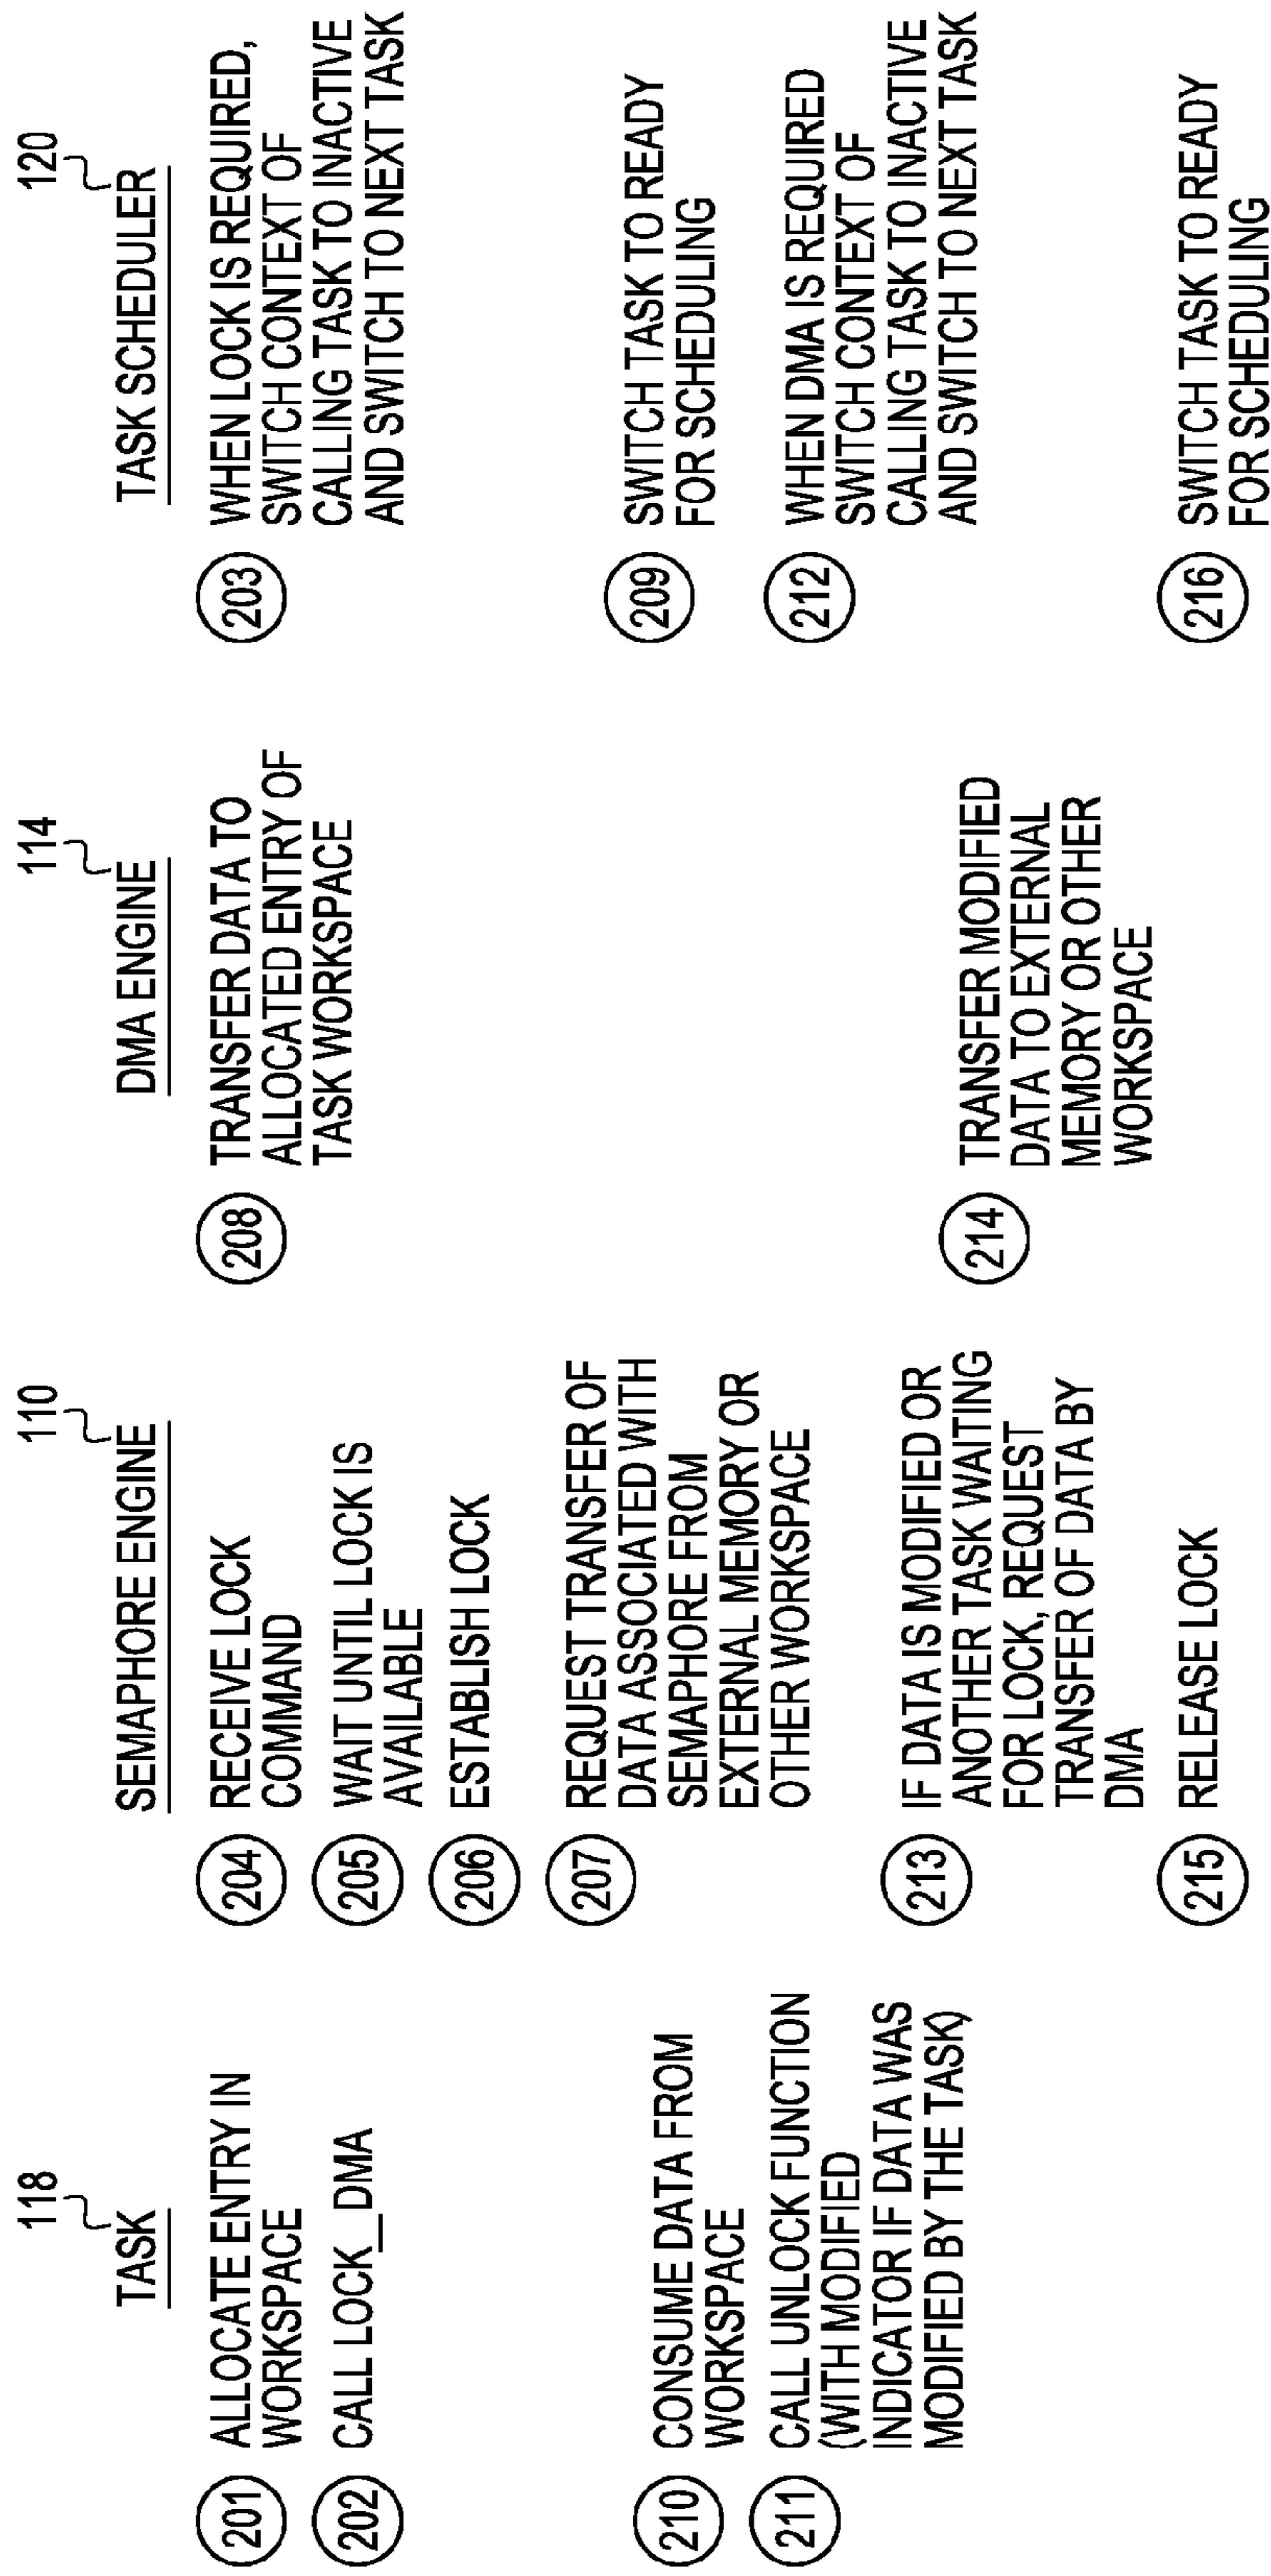 118
TASK
201
ALLOCATE ENTRY IN
WORKSPACE
202
CALL LOCK_DMA
210
CONSUME DATA FROM
WORKSPACE
211
CALL UNLOCK FUNCTION
(WITH MODIFIED
INDICATOR IF DATA WAS
MODIFIED BY THE TASK)
110
SEMAPHORE ENGINE
204
RECEIVE LOCK
COMMAND
205
WAIT UNTIL LOCK IS
AVAILABLE
206
ESTABLISH LOCK
207
REQUEST TRANSFER OF
DATA ASSOCIATED WITH
SEMAPHORE FROM
EXTERNAL MEMORY OR
OTHER WORKSPACE
213
IF DATA IS MODIFIED OR
ANOTHER TASK WAITING
FOR LOCK, REQUEST
TRANSFER OF DATA BY
DMA
215
RELEASE LOCK
114
DMA ENGINE
208
TRANSFER DATA TO
ALLOCATED ENTRY OF
TASK WORKSPACE
214
TRANSFER MODIFIED
DATA TO EXTERNAL
MEMORY OR OTHER
WORKSPACE
120
TASK SCHEDULER
203
WHEN LOCK IS REQUIRED,
SWITCH CONTEXT OF
CALLING TASK TO INACTIVE
AND SWITCH TO NEXT TASK
209
SWITCH TASK TO READY
FOR SCHEDULING
212
WHEN DMA IS REQUIRED
SWITCH CONTEXT OF
CALLING TASK TO INACTIVE
AND SWITCH TO NEXT TASK
216
SWITCH TASK TO READY
FOR SCHEDULING